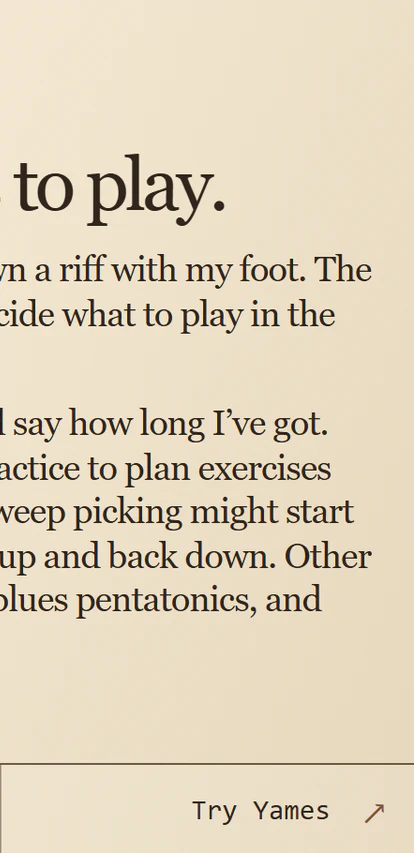 to play.
wn a riff with my foot. The
cide what to play in the
say how long I’ve got.
actice to plan exercises
weep picking might start
up and back down. Other
blues pentatonics, and
Try Yames ↗